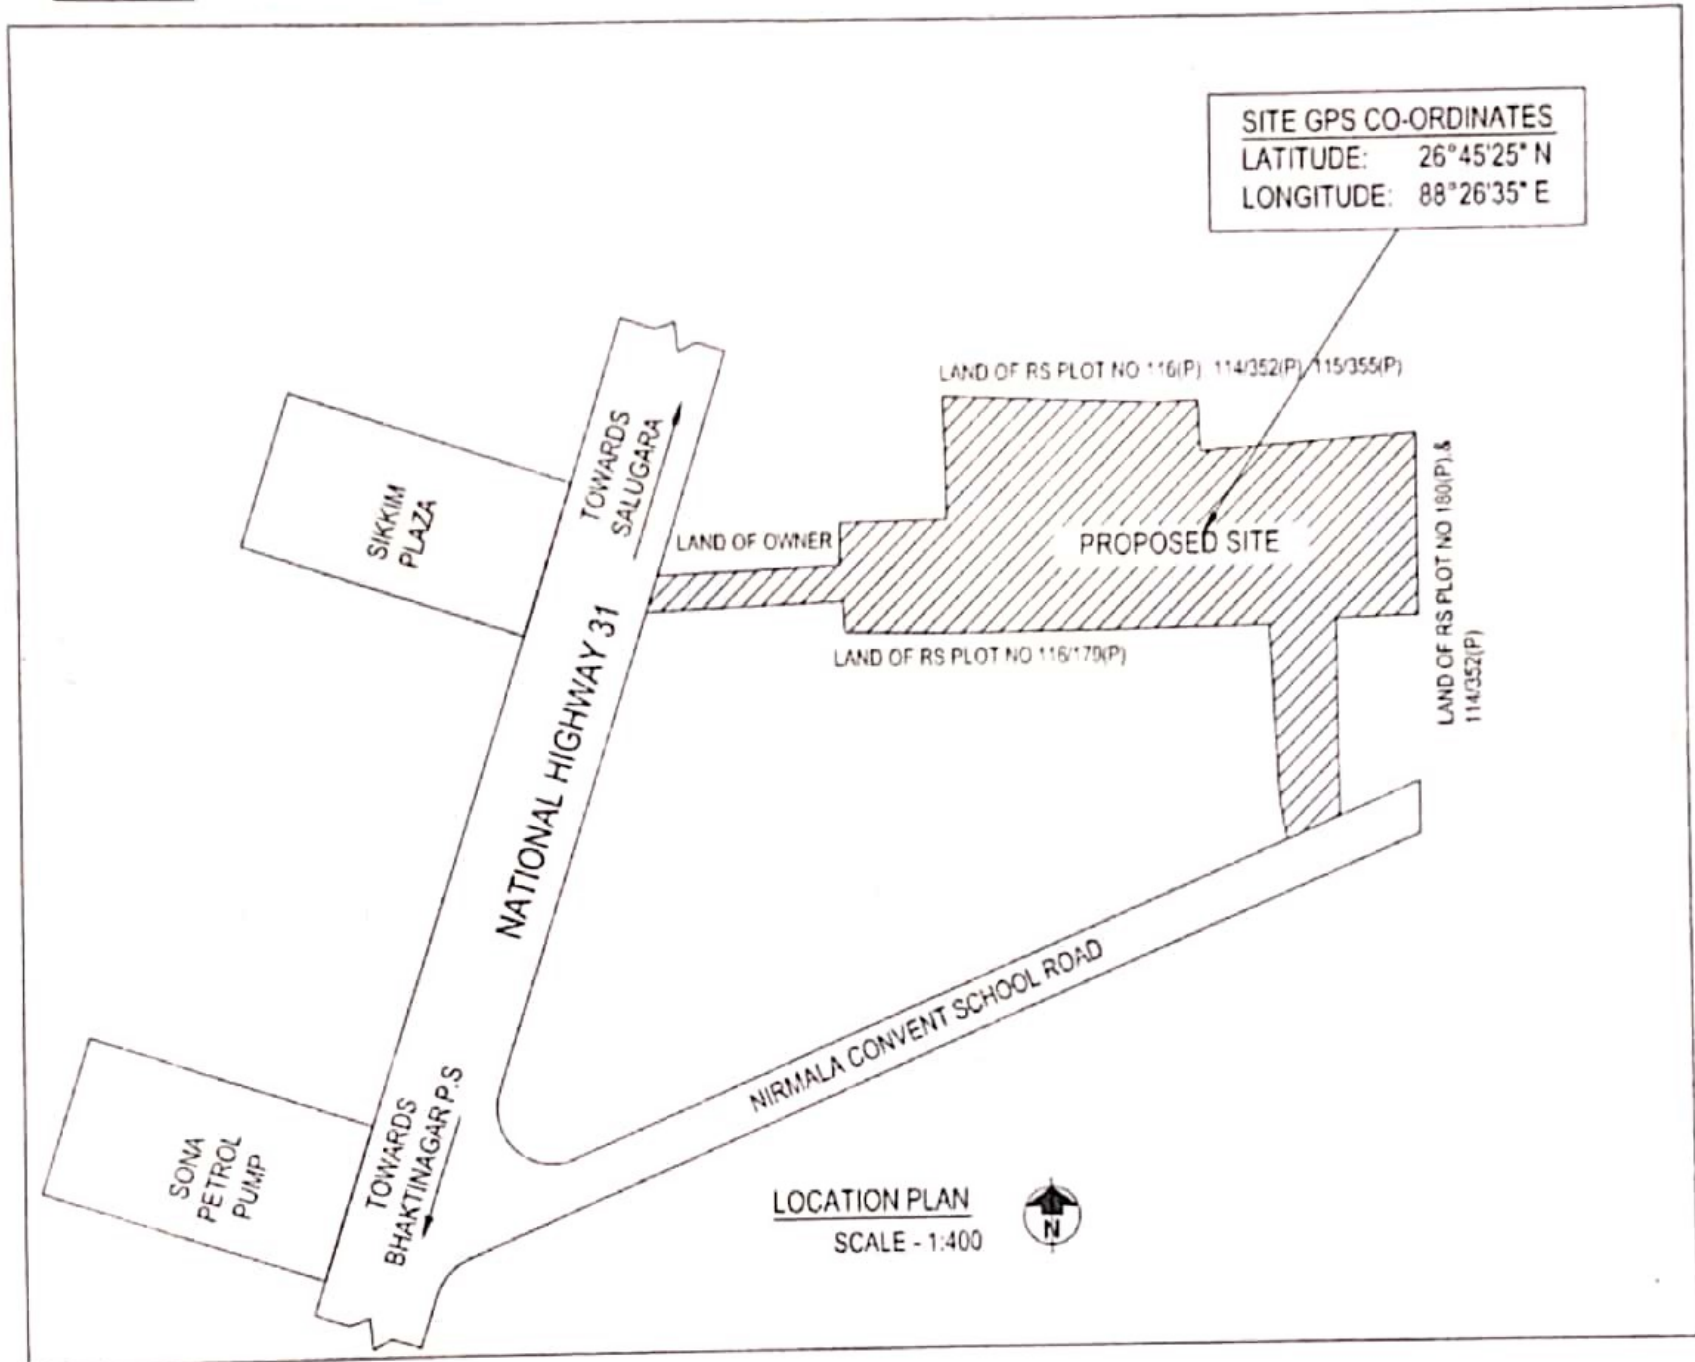 SITE GPS CO-ORDINATES
LATITUDE: 26°45'25" N
LONGITUDE: 88°26'35" E
LAND OF RS PLOT NO 116(P) 114/352(P) 115/355(P)
TOWARDS
SALUGARA
SIKKIM
PLAZA
LAND OF OWNER
PROPOSED SITE
LAND OF RS PLOT NO 180(P) &
114/352(P)
LAND OF RS PLOT NO 116/179(P)
NATIONAL HIGHWAY 31
NIRMALA CONVENT SCHOOL ROAD
TOWARDS
BHAKTINAGAR P.S
SONA
PETROL
PUMP
LOCATION PLAN
SCALE - 1:400
N